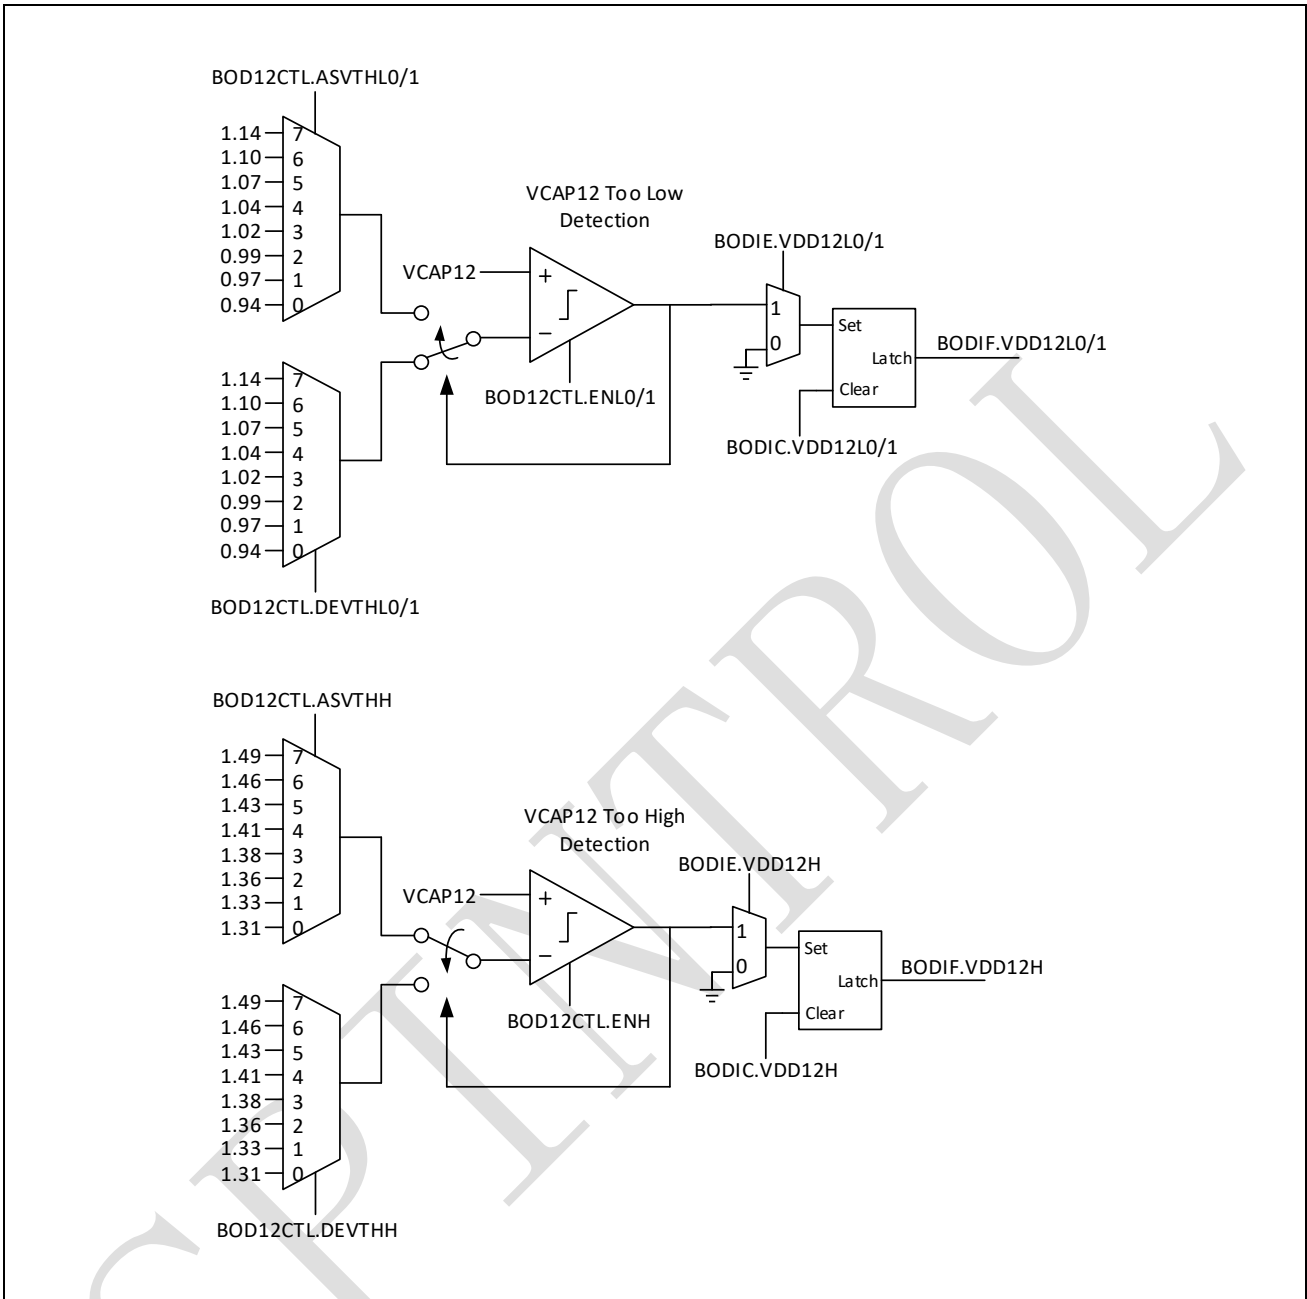 BOD12CTL.ASVTHL0/1
1.14 7
1.10 6
1.07 5
1.04 4
1.02 3
0.99 2
0.97 1
0.94 0
VCAP12 Too Low
Detection
VCAP12
+
−
BOD12CTL.ENL0/1
BODIE.VDD12L0/1
1
0
Set
Latch
Clear
BODIF.VDD12L0/1
BODIC.VDD12L0/1
1.14 7
1.10 6
1.07 5
1.04 4
1.02 3
0.99 2
0.97 1
0.94 0
BOD12CTL.DEVTHL0/1
BOD12CTL.ASVTHH
1.49 7
1.46 6
1.43 5
1.41 4
1.38 3
1.36 2
1.33 1
1.31 0
VCAP12 Too High
Detection
VCAP12
+
−
BOD12CTL.ENH
BODIE.VDD12H
1
0
Set
Latch
Clear
BODIF.VDD12H
BODIC.VDD12H
1.49 7
1.46 6
1.43 5
1.41 4
1.38 3
1.36 2
1.33 1
1.31 0
BOD12CTL.DEVTHH
SPINTROL